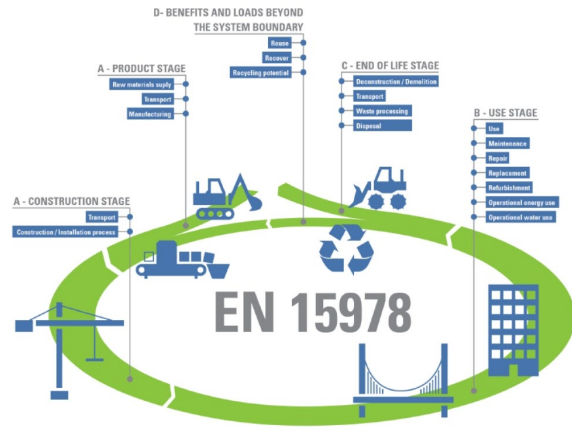 D- BENEFITS AND LOADS BEYOND
THE SYSTEM BOUNDARY
Reuse
Recover
Recycling potential
A - PRODUCT STAGE
Raw materials suply
Transport
Manufacturing
C - END OF LIFE STAGE
Deconstruction / Demolition
Transport
Waste processing
Disposal
B - USE STAGE
Use
Maintenance
Repair
Replacement
Refurbishment
Operational energy use
Operational water use
A - CONSTRUCTION STAGE
Transport
Construction / Installation process
EN 15978